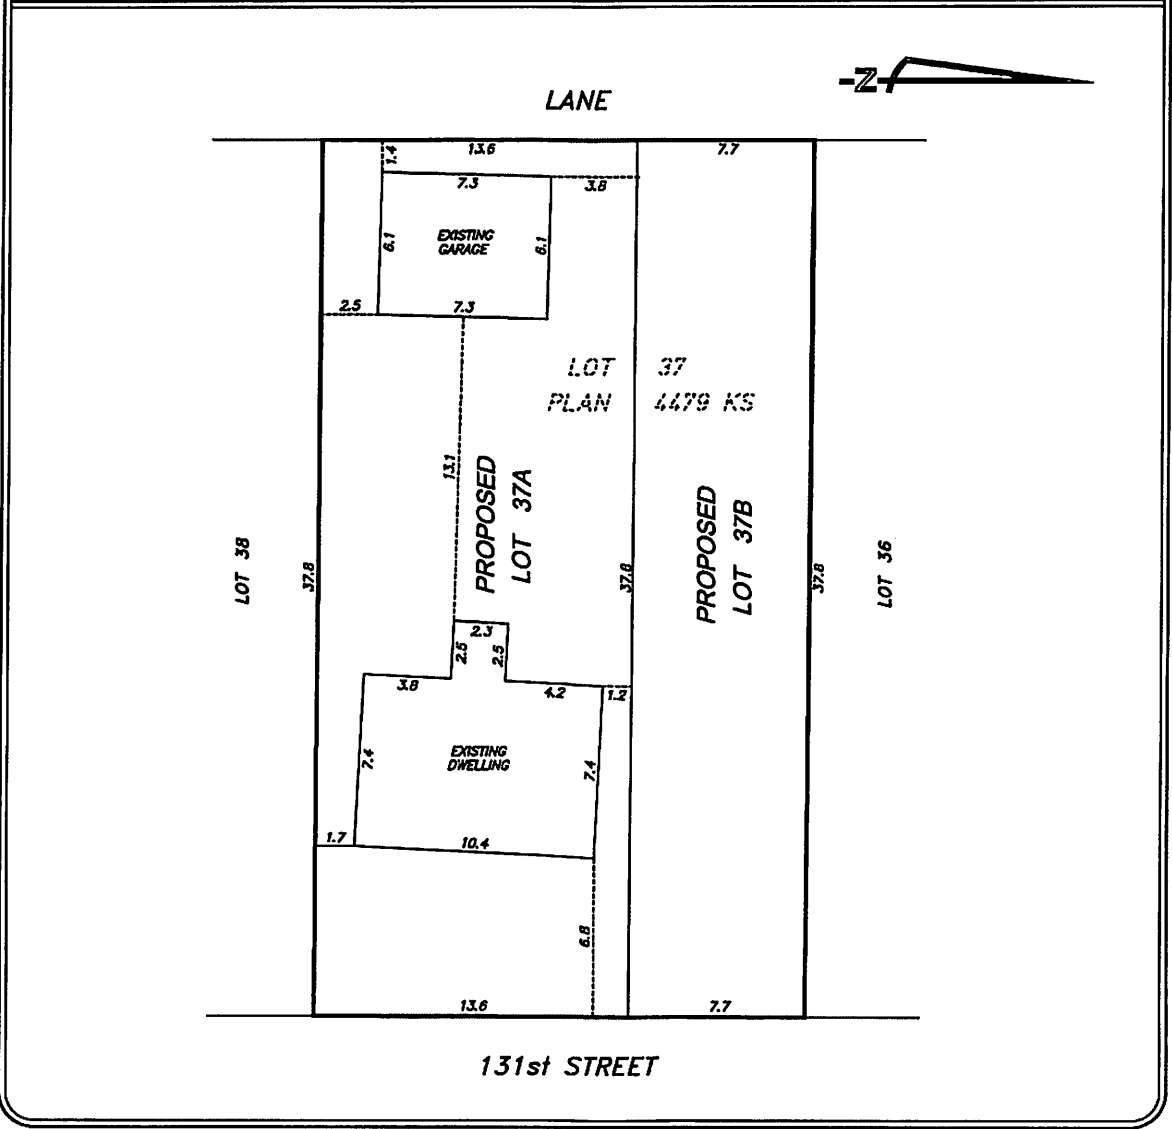 Z
LANE
13.6
7.7
1.4
7.3
3.8
6.1
EXISTING
GARAGE
6.1
2.5
7.3
LOT 37
PLAN 4479 KS
13.1
PROPOSED
LOT 37A
PROPOSED
LOT 37B
LOT 38
37.8
37.8
37.8
LOT 36
2.3
2.5
2.5
3.8
4.2
1.2
7.4
EXISTING
DWELLING
7.4
1.7
10.4
6.8
13.6
7.7
131st STREET